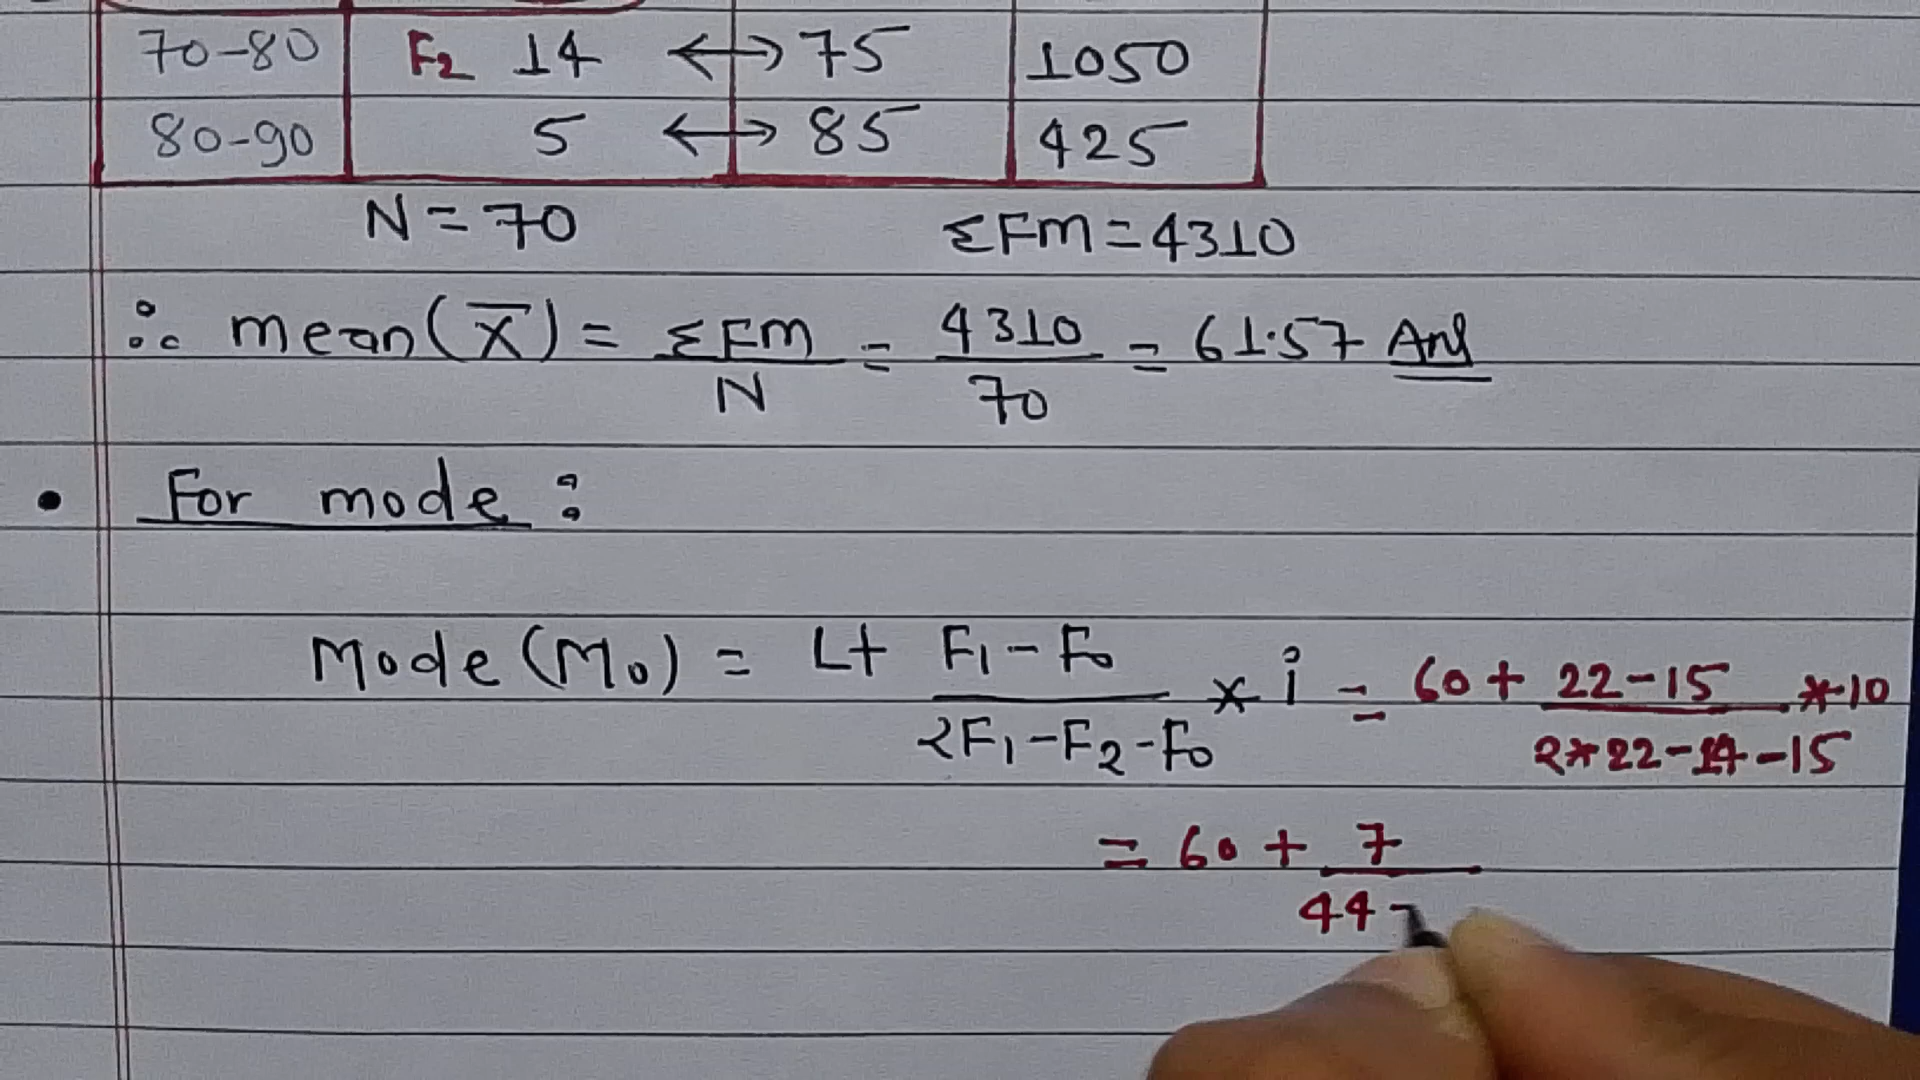 70-80 F₂ 14 ↔ 75 1050
80-90 5 ↔ 85 425
N = 70 ΣFM = 4310
∴ mean(X̅) = ΣFM/N = 4310/70 = 61.57 Ans
• For mode :
Mode (M₀) = L + (F₁-F₀)/(2F₁-F₂-F₀) * i = 60 + (22-15)/(2*22-14-15) *10
= 60 + 7/(44 -